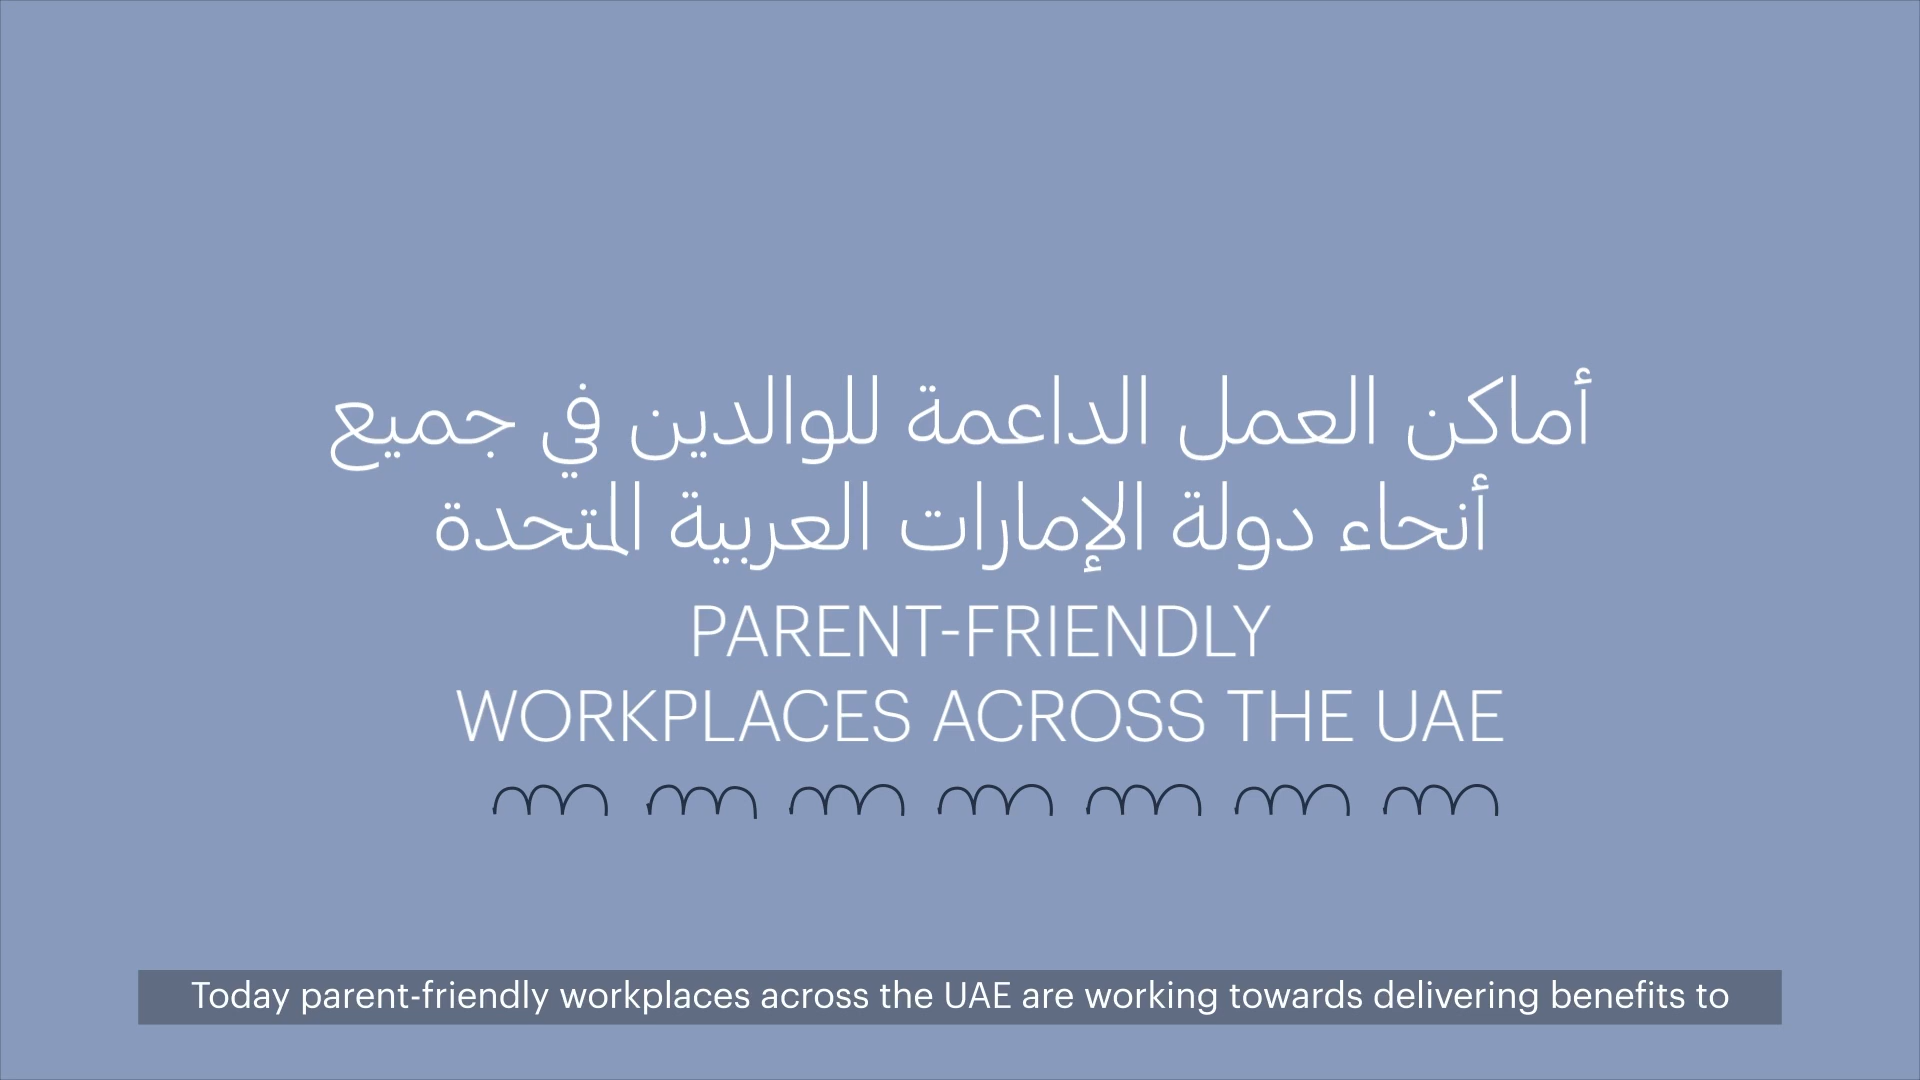 أماكن العمل الداعمة للوالدين في جميع
أنحاء دولة الإمارات العربية المتحدة
PARENT-FRIENDLY
WORKPLACES ACROSS THE UAE
Today parent-friendly workplaces across the UAE are working towards delivering benefits to